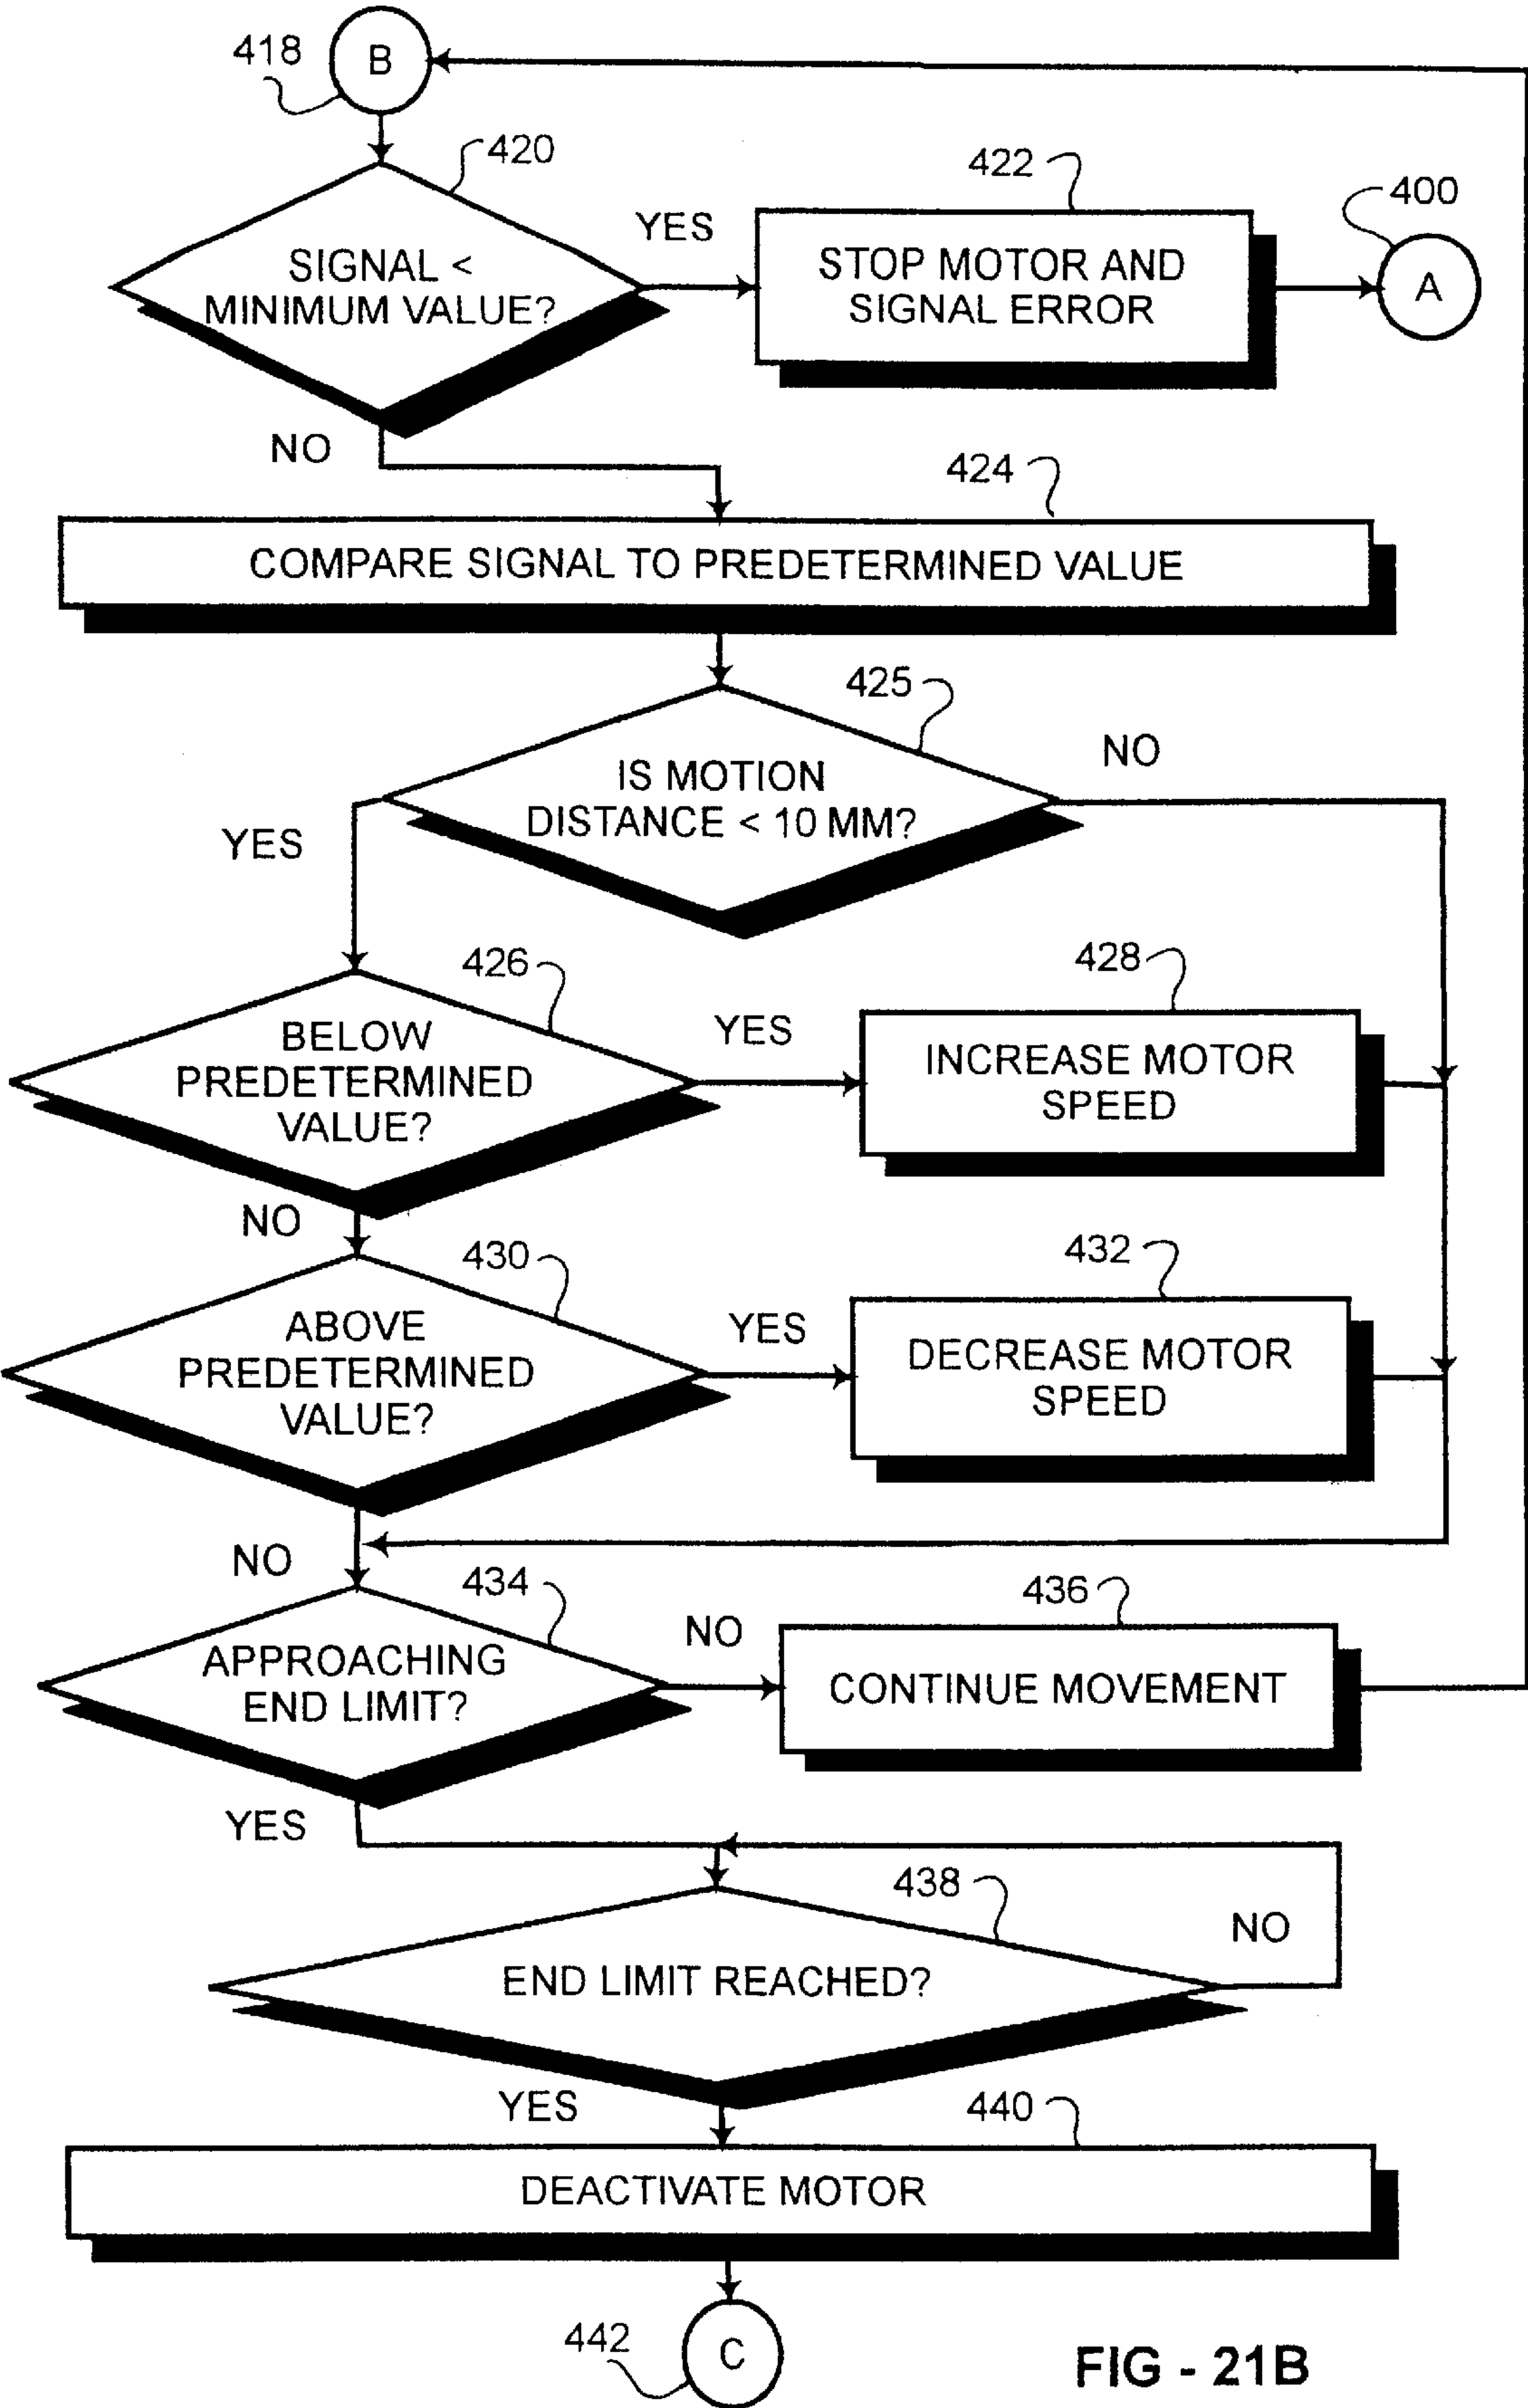 418
B
420
SIGNAL <
MINIMUM VALUE?
YES
422
STOP MOTOR AND
SIGNAL ERROR
400
A
NO
424
COMPARE SIGNAL TO PREDETERMINED VALUE
425
IS MOTION
DISTANCE < 10 MM?
NO
YES
426
BELOW
PREDETERMINED
VALUE?
YES
428
INCREASE MOTOR
SPEED
NO
430
ABOVE
PREDETERMINED
VALUE?
YES
432
DECREASE MOTOR
SPEED
NO
434
APPROACHING
END LIMIT?
NO
436
CONTINUE MOVEMENT
YES
438
END LIMIT REACHED?
NO
YES
440
DEACTIVATE MOTOR
442
C
FIG - 21B